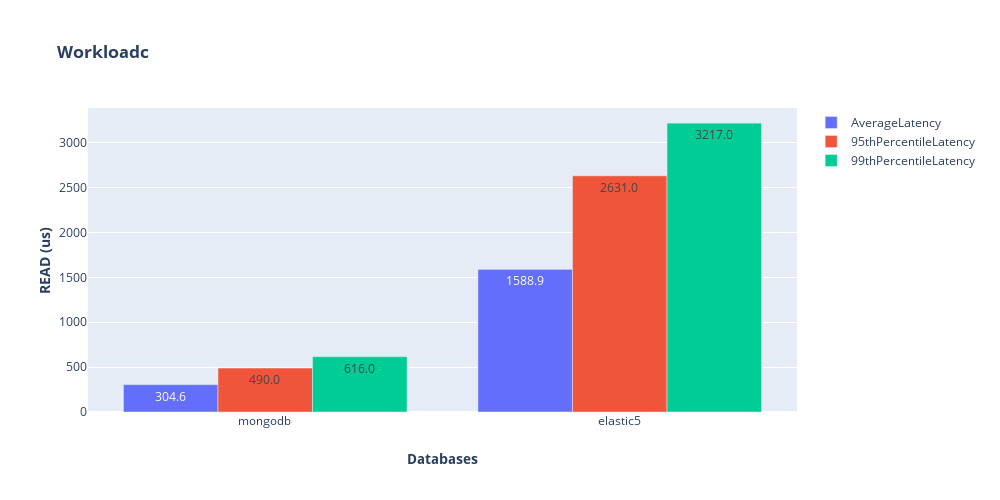 Workloadc
AverageLatency
95thPercentileLatency
99thPercentileLatency
READ (us)
3000
2500
2000
1500
1000
500
0
304.6
490.0
616.0
1588.9
2631.0
3217.0
mongodb
elastic5
Databases